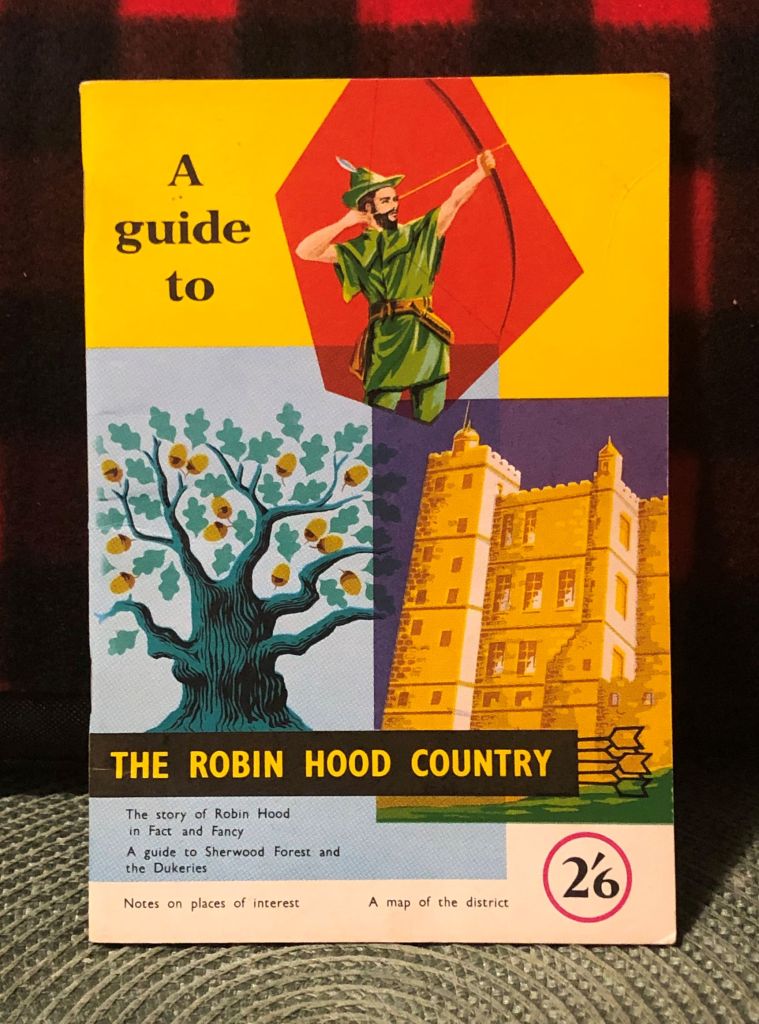 A
guide
to
THE ROBIN HOOD COUNTRY
The story of Robin Hood
in Fact and Fancy
A guide to Sherwood Forest and
the Dukeries
Notes on places of interest
A map of the district
2'6